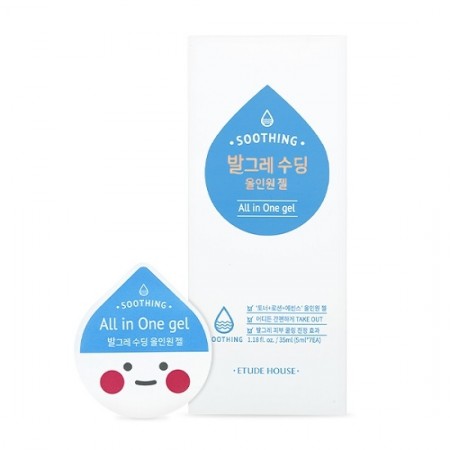 SOOTHING
발그레 수딩
올인원 젤
All in One gel
'토너+로션+에센스' 올인원 젤
어디든 간편하게 TAKE OUT
발그레 피부 쿨링 진정 효과
SOOTHING
1.18 fl.oz. / 35ml (5ml*7EA)
ETUDE HOUSE
SOOTHING
All in One gel
발그레 수딩 올인원 젤